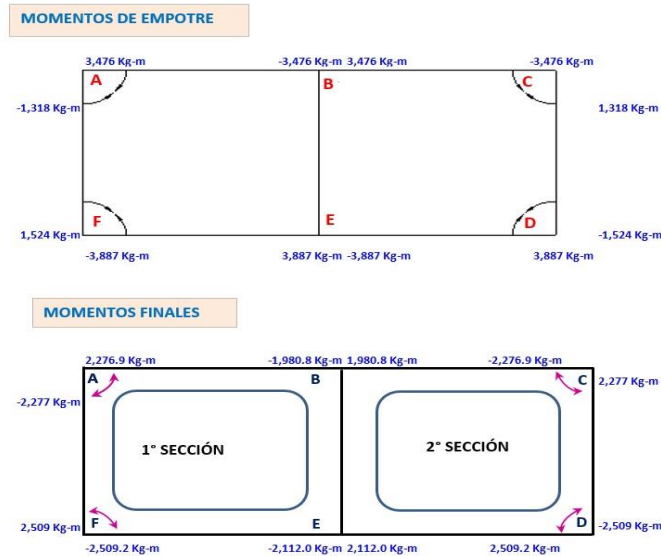 MOMENTOS DE EMPOTRE
3,476 Kg-m -3,476 Kg-m 3,476 Kg-m -3,476 Kg-m
A B C
-1,318 Kg-m 1,318 Kg-m
F E D
1,524 Kg-m -1,524 Kg-m
-3,887 Kg-m 3,887 Kg-m -3,887 Kg-m 3,887 Kg-m
MOMENTOS FINALES
2,276.9 Kg-m -1,980.8 Kg-m 1,980.8 Kg-m -2,276.9 Kg-m
A B C
-2,277 Kg-m 2,277 Kg-m
1° SECCIÓN 2° SECCIÓN
F E D
2,509 Kg-m -2,509 Kg-m
-2,509.2 Kg-m -2,112.0 Kg-m 2,112.0 Kg-m 2,509.2 Kg-m